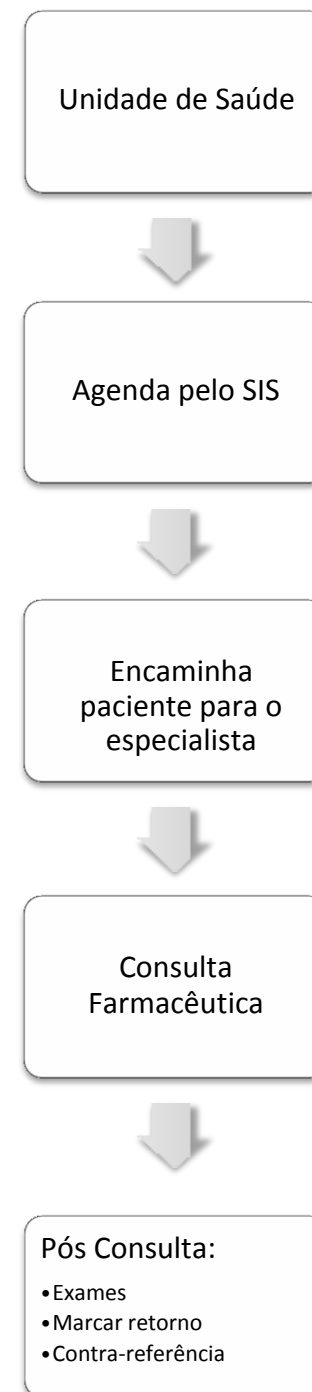 Unidade de Saúde
Agenda pelo SIS
Encaminha
paciente para o
especialista
Consulta
Farmacêutica
Pós Consulta:
•Exames
•Marcar retorno
•Contra-referência